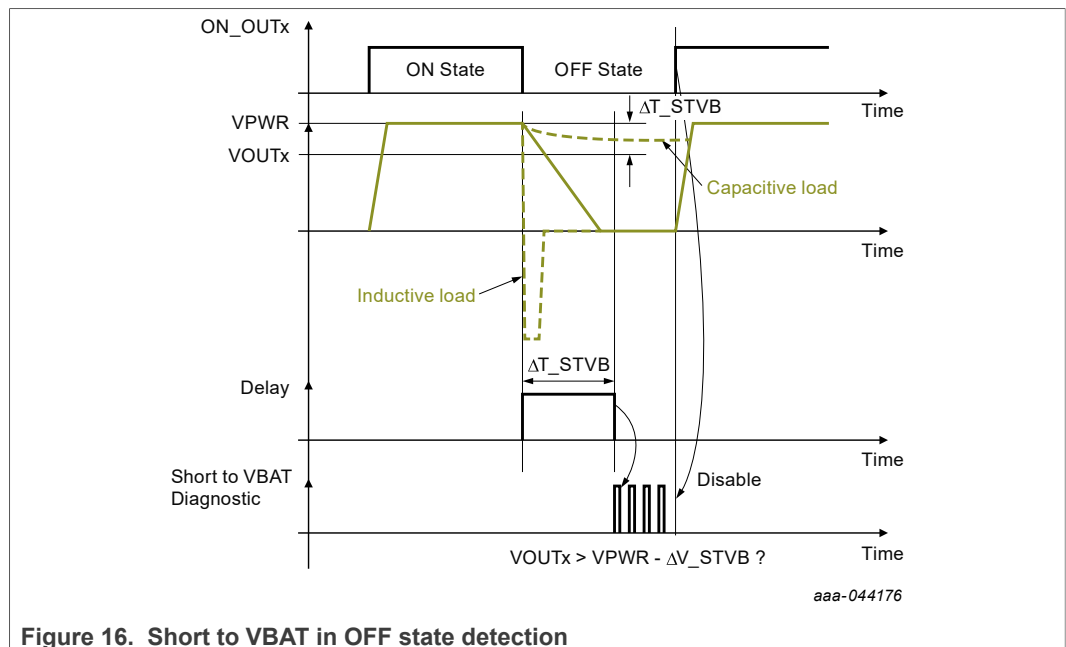 ON_OUTx
ON State
OFF State
ΔT_STVB
Time
VPWR
VOUTx
Capacitive load
Time
Inductive load
ΔT_STVB
Delay
Time
Short to VBAT
Diagnostic
Disable
Time
VOUTx > VPWR - ΔV_STVB ?
aaa-044176
Figure 16. Short to VBAT in OFF state detection